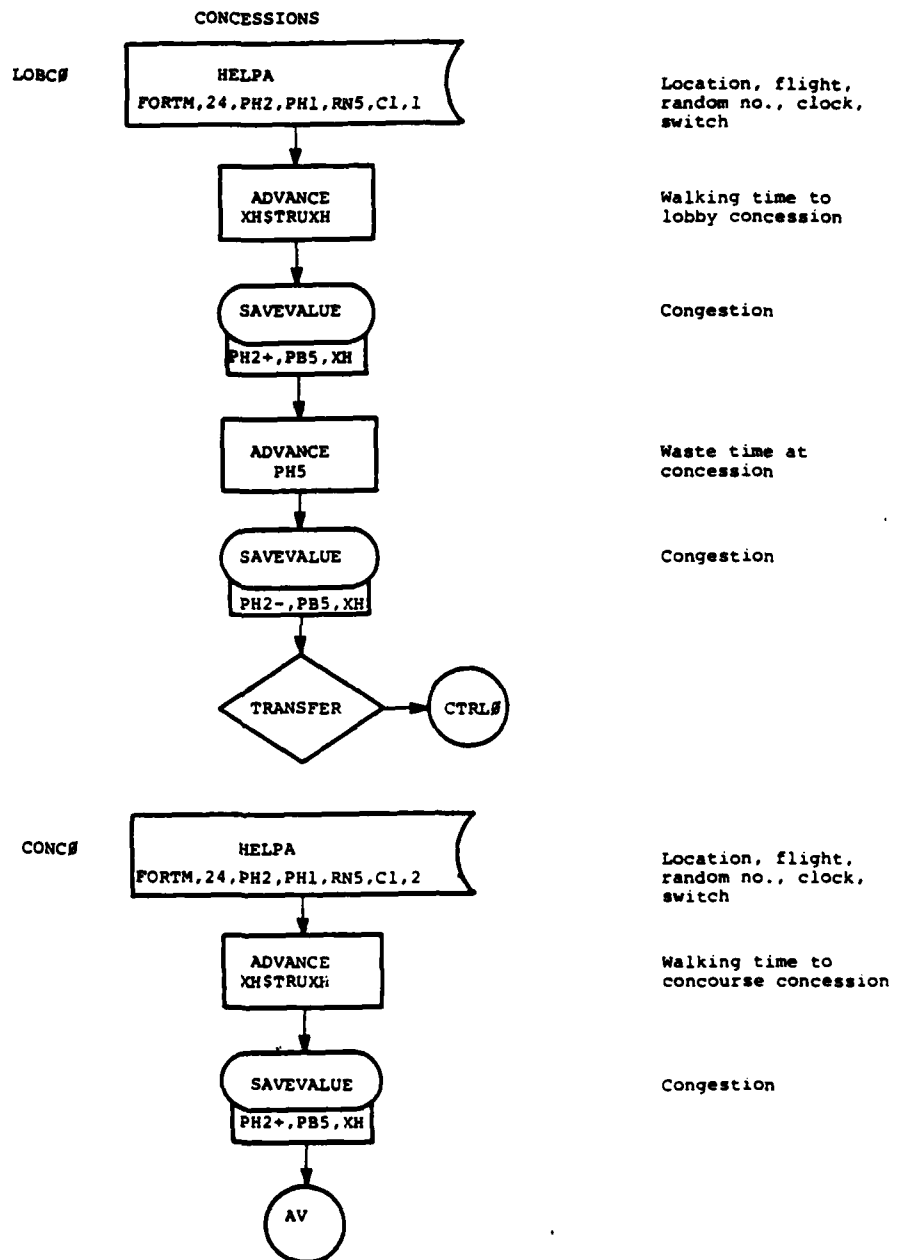 CONCESSIONS
LOBCØ
HELPA
FORTM,24,PH2,PH1,RN5,C1,1
Location, flight,
random no., clock,
switch
ADVANCE
XH$TRUXH
Walking time to
lobby concession
SAVEVALUE
PH2+,PB5,XH
Congestion
ADVANCE
PH5
Waste time at
concession
SAVEVALUE
PH2-,PB5,XH
Congestion
TRANSFER
CTRLØ
CONCØ
HELPA
FORTM,24,PH2,PH1,RN5,C1,2
Location, flight,
random no., clock,
switch
ADVANCE
XH$TRUXH
Walking time to
concourse concession
SAVEVALUE
PH2+,PB5,XH
Congestion
AV